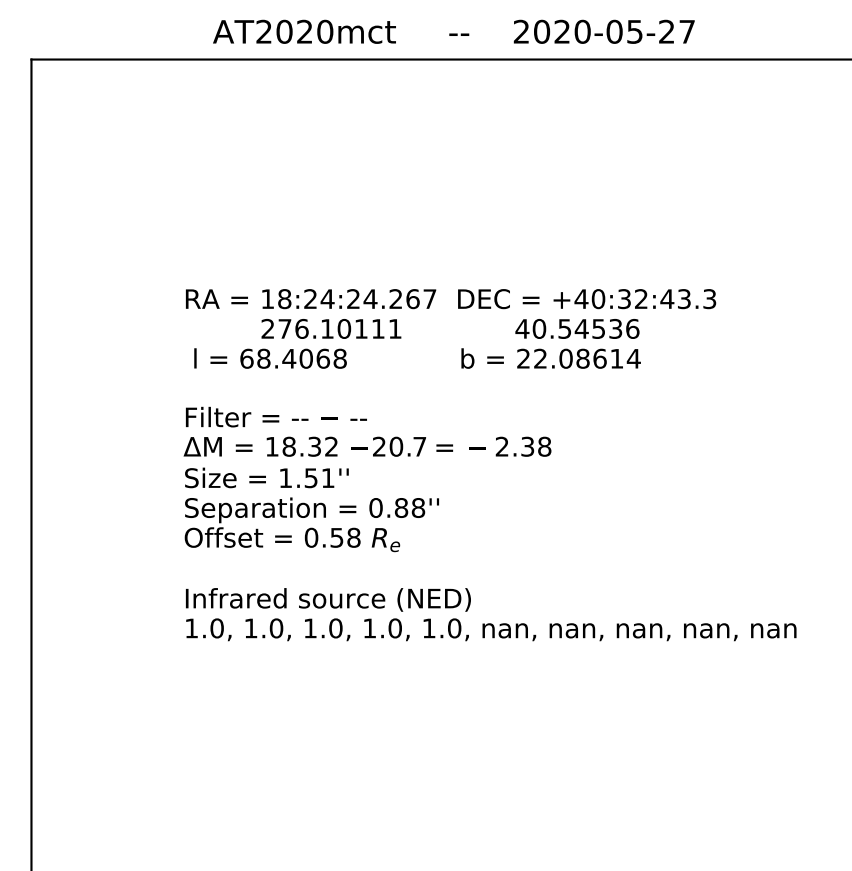 AT2020mct -- 2020-05-27
RA = 18:24:24.267 DEC = +40:32:43.3
276.10111 40.54536
l = 68.4068 b = 22.08614
Filter = -- − --
ΔM = 18.32 −20.7 = − 2.38
Size = 1.51''
Separation = 0.88''
Offset = 0.58 Rₑ
Infrared source (NED)
1.0, 1.0, 1.0, 1.0, 1.0, nan, nan, nan, nan, nan